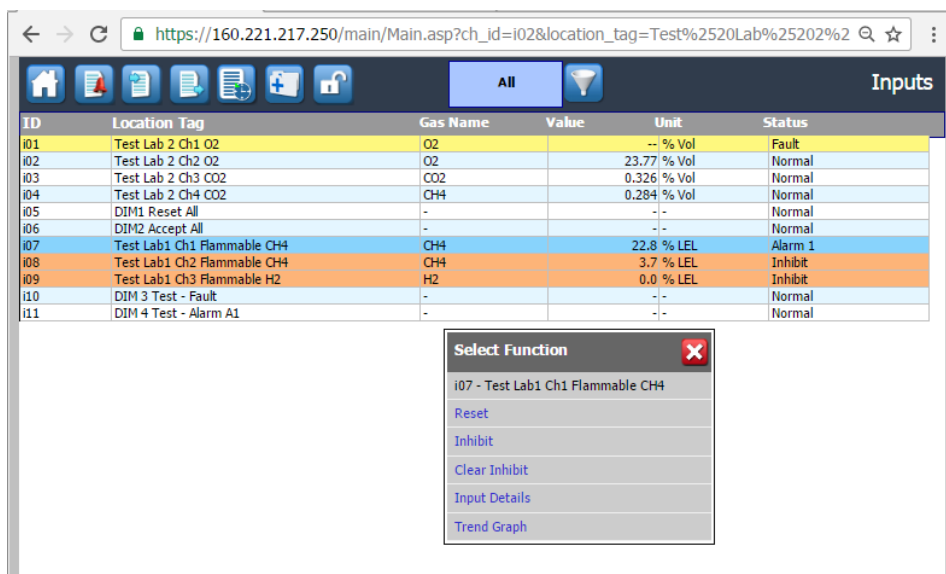 https://160.221.217.250/main/Main.asp?ch_id=i02&location_tag=Test%2520Lab%25202%2
All Inputs
ID Location Tag Gas Name Value Unit Status
i01 Test Lab 2 Ch1 O2 O2 -- % Vol Fault
i02 Test Lab 2 Ch2 O2 O2 23.77 % Vol Normal
i03 Test Lab 2 Ch3 CO2 CO2 0.326 % Vol Normal
i04 Test Lab 2 Ch4 CO2 CH4 0.284 % Vol Normal
i05 DIM1 Reset All - - - Normal
i06 DIM2 Accept All - - - Normal
i07 Test Lab1 Ch1 Flammable CH4 CH4 22.8 % LEL Alarm 1
i08 Test Lab1 Ch2 Flammable CH4 CH4 3.7 % LEL Inhibit
i09 Test Lab1 Ch3 Flammable H2 H2 0.0 % LEL Inhibit
i10 DIM 3 Test - Fault - - - Normal
i11 DIM 4 Test - Alarm A1 - - - Normal
Select Function
i07 - Test Lab1 Ch1 Flammable CH4
Reset
Inhibit
Clear Inhibit
Input Details
Trend Graph